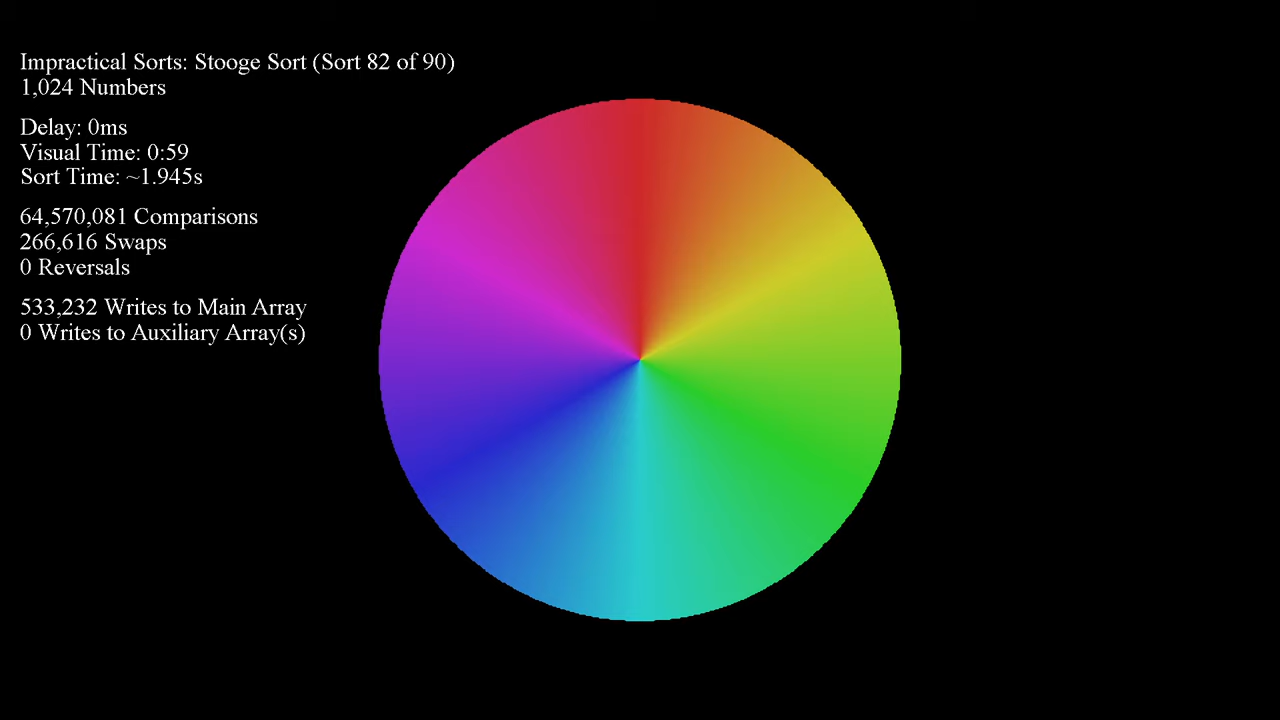 Impractical Sorts: Stooge Sort (Sort 82 of 90)
1,024 Numbers
Delay: 0ms
Visual Time: 0:59
Sort Time: ~1.945s
64,570,081 Comparisons
266,616 Swaps
0 Reversals
533,232 Writes to Main Array
0 Writes to Auxiliary Array(s)